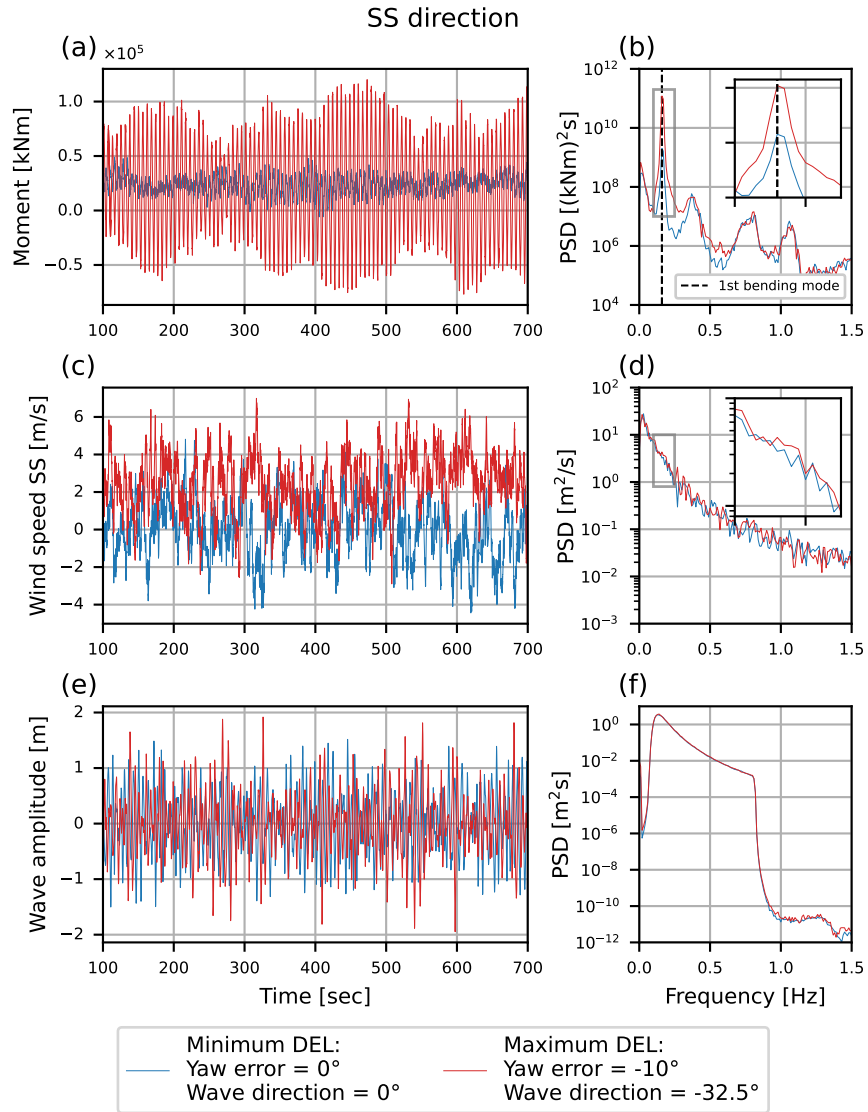 SS direction
(a)
×10⁵
1.0
0.5
0.0
−0.5
100 200 300 400 500 600 700
Moment [kNm]
(b)
10¹²
10¹⁰
10⁸
10⁶
10⁴
0.0 0.5 1.0 1.5
PSD [(kNm)²s]
1st bending mode
(c)
6
4
2
0
−2
−4
100 200 300 400 500 600 700
Wind speed SS [m/s]
(d)
10²
10¹
10⁰
10⁻¹
10⁻²
10⁻³
0.0 0.5 1.0 1.5
PSD [m²/s]
(e)
2
1
0
−1
−2
100 200 300 400 500 600 700
Wave amplitude [m]
Time [sec]
(f)
10⁰
10⁻²
10⁻⁴
10⁻⁶
10⁻⁸
10⁻¹⁰
10⁻¹²
0.0 0.5 1.0 1.5
PSD [m²s]
Frequency [Hz]
Minimum DEL:
Yaw error = 0°
Wave direction = 0°
Maximum DEL:
Yaw error = -10°
Wave direction = -32.5°